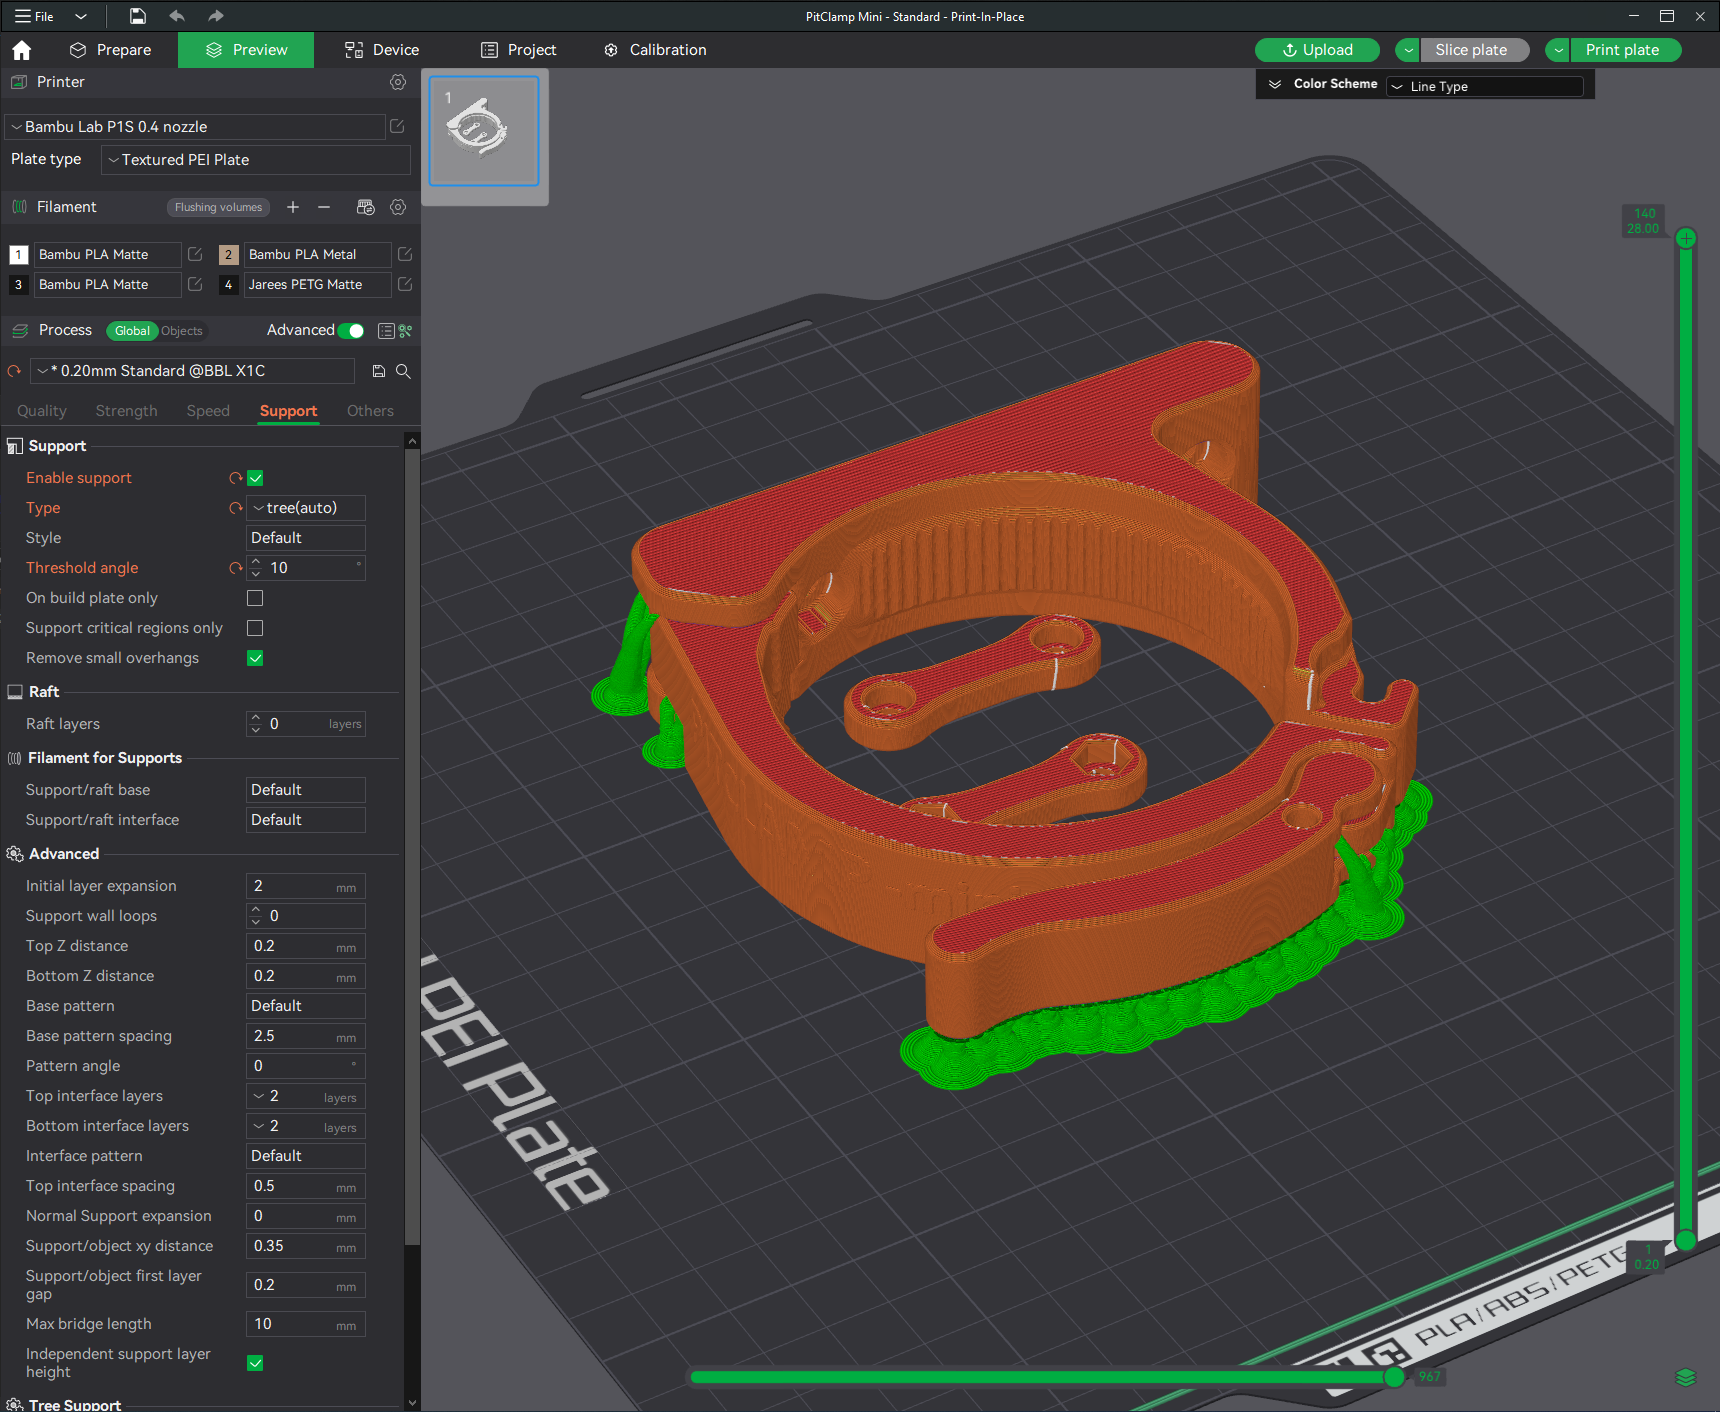 File
PitClamp Mini - Standard - Print-In-Place
Prepare
Preview
Device
Project
Calibration
Upload
Slice plate
Print plate
Printer
Color Scheme
Line Type
1
Bambu Lab P1S 0.4 nozzle
Plate type
Textured PEI Plate
Filament
Flushing volumes
1 Bambu PLA Matte
2 Bambu PLA Metal
3 Bambu PLA Matte
4 Jarees PETG Matte
Process
Global
Objects
Advanced
* 0.20mm Standard @BBL X1C
Quality
Strength
Speed
Support
Others
Support
Enable support
Type tree(auto)
Style Default
Threshold angle 10 °
On build plate only
Support critical regions only
Remove small overhangs
Raft
Raft layers 0 layers
Filament for Supports
Support/raft base Default
Support/raft interface Default
Advanced
Initial layer expansion 2 mm
Support wall loops 0
Top Z distance 0.2 mm
Bottom Z distance 0.2 mm
Base pattern Default
Base pattern spacing 2.5 mm
Pattern angle 0 °
Top interface layers 2 layers
Bottom interface layers 2 layers
Interface pattern Default
Top interface spacing 0.5 mm
Normal Support expansion 0 mm
Support/object xy distance 0.35 mm
Support/object first layer
gap 0.2 mm
Max bridge length 10 mm
Independent support layer
height
Tree Support
140
28.00
PEI Plate
1
0.20
PLA/ABS/PETG
967